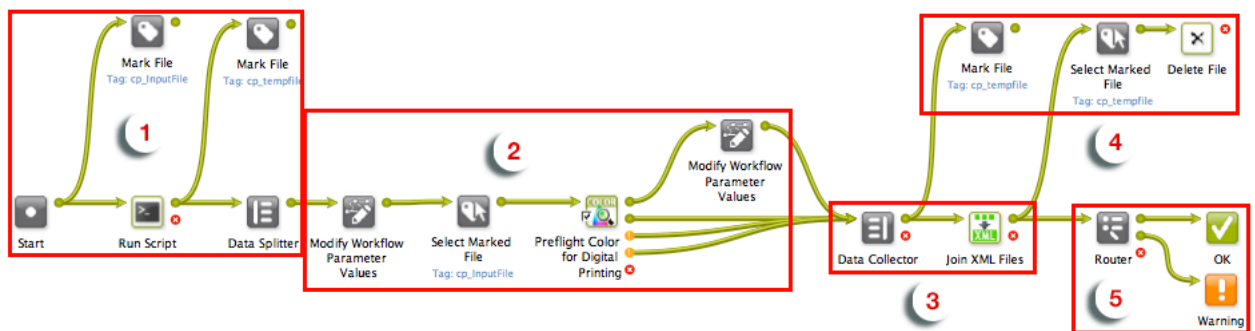 Mark File
Tag: cp_InputFile
Mark File
Tag: cp_tempfile
1
Start
Run Script
Data Splitter
2
Modify Workflow
Parameter
Values
Select Marked
File
Tag: cp_InputFile
COLOR
Preflight Color
for Digital
Printing
Modify Workflow
Parameter
Values
Data Collector
XML
Join XML Files
3
Mark File
Tag: cp_tempfile
Select Marked
File
Tag: cp_tempfile
Delete File
4
Router
OK
Warning
5